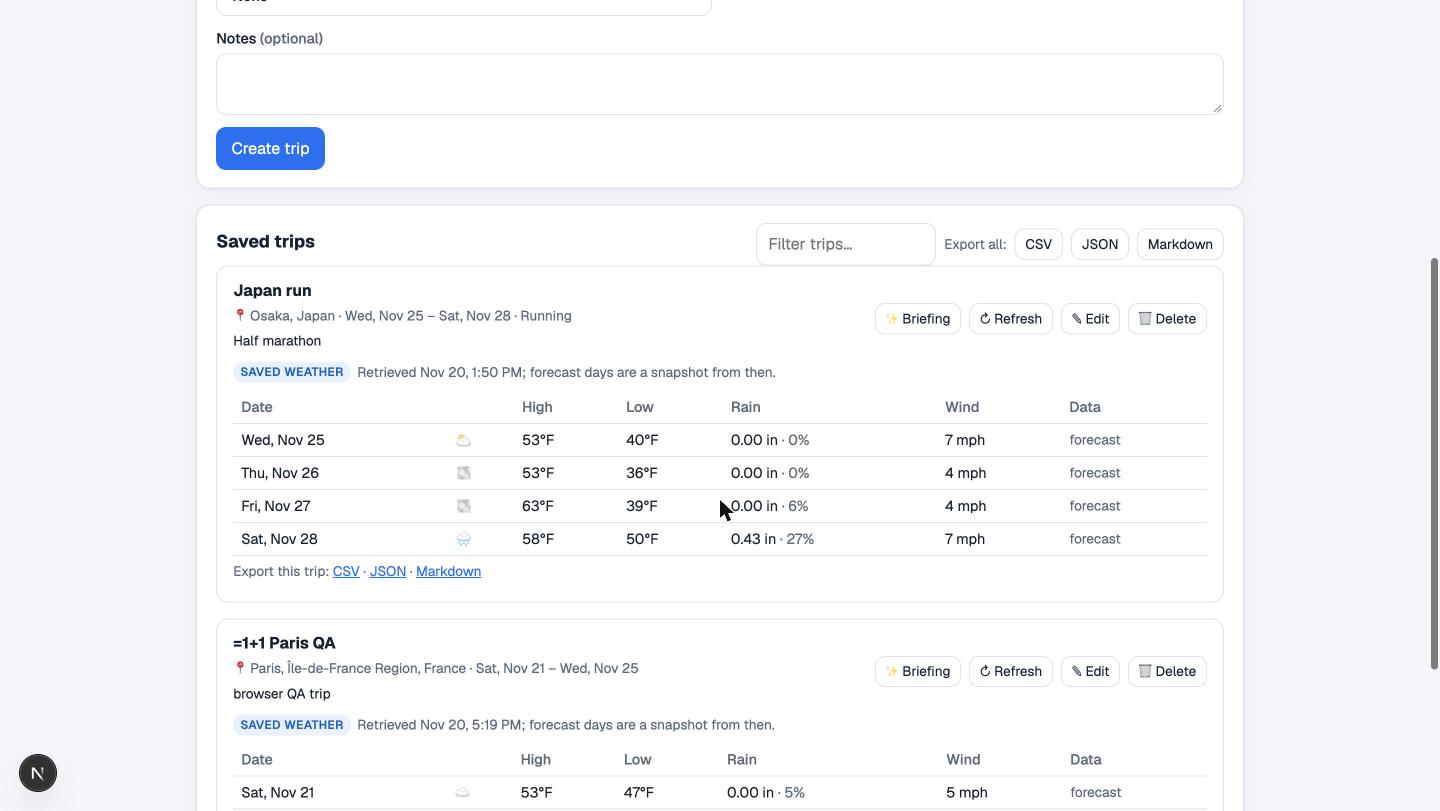 Notes (optional)
Create trip
Saved trips
Filter trips...
Export all:
CSV
JSON
Markdown
Japan run
Osaka, Japan · Wed, Nov 25 – Sat, Nov 28 · Running
Half marathon
Briefing
Refresh
Edit
Delete
SAVED WEATHER Retrieved Nov 20, 1:50 PM; forecast days are a snapshot from then.
Date High Low Rain Wind Data
Wed, Nov 25 53°F 40°F 0.00 in · 0% 7 mph forecast
Thu, Nov 26 53°F 36°F 0.00 in · 0% 4 mph forecast
Fri, Nov 27 63°F 39°F 0.00 in · 6% 4 mph forecast
Sat, Nov 28 58°F 50°F 0.43 in · 27% 7 mph forecast
Export this trip: CSV · JSON · Markdown
=1+1 Paris QA
Paris, Île-de-France Region, France · Sat, Nov 21 – Wed, Nov 25
browser QA trip
Briefing
Refresh
Edit
Delete
SAVED WEATHER Retrieved Nov 20, 5:19 PM; forecast days are a snapshot from then.
Date High Low Rain Wind Data
Sat, Nov 21 53°F 47°F 0.00 in · 5% 5 mph forecast
N